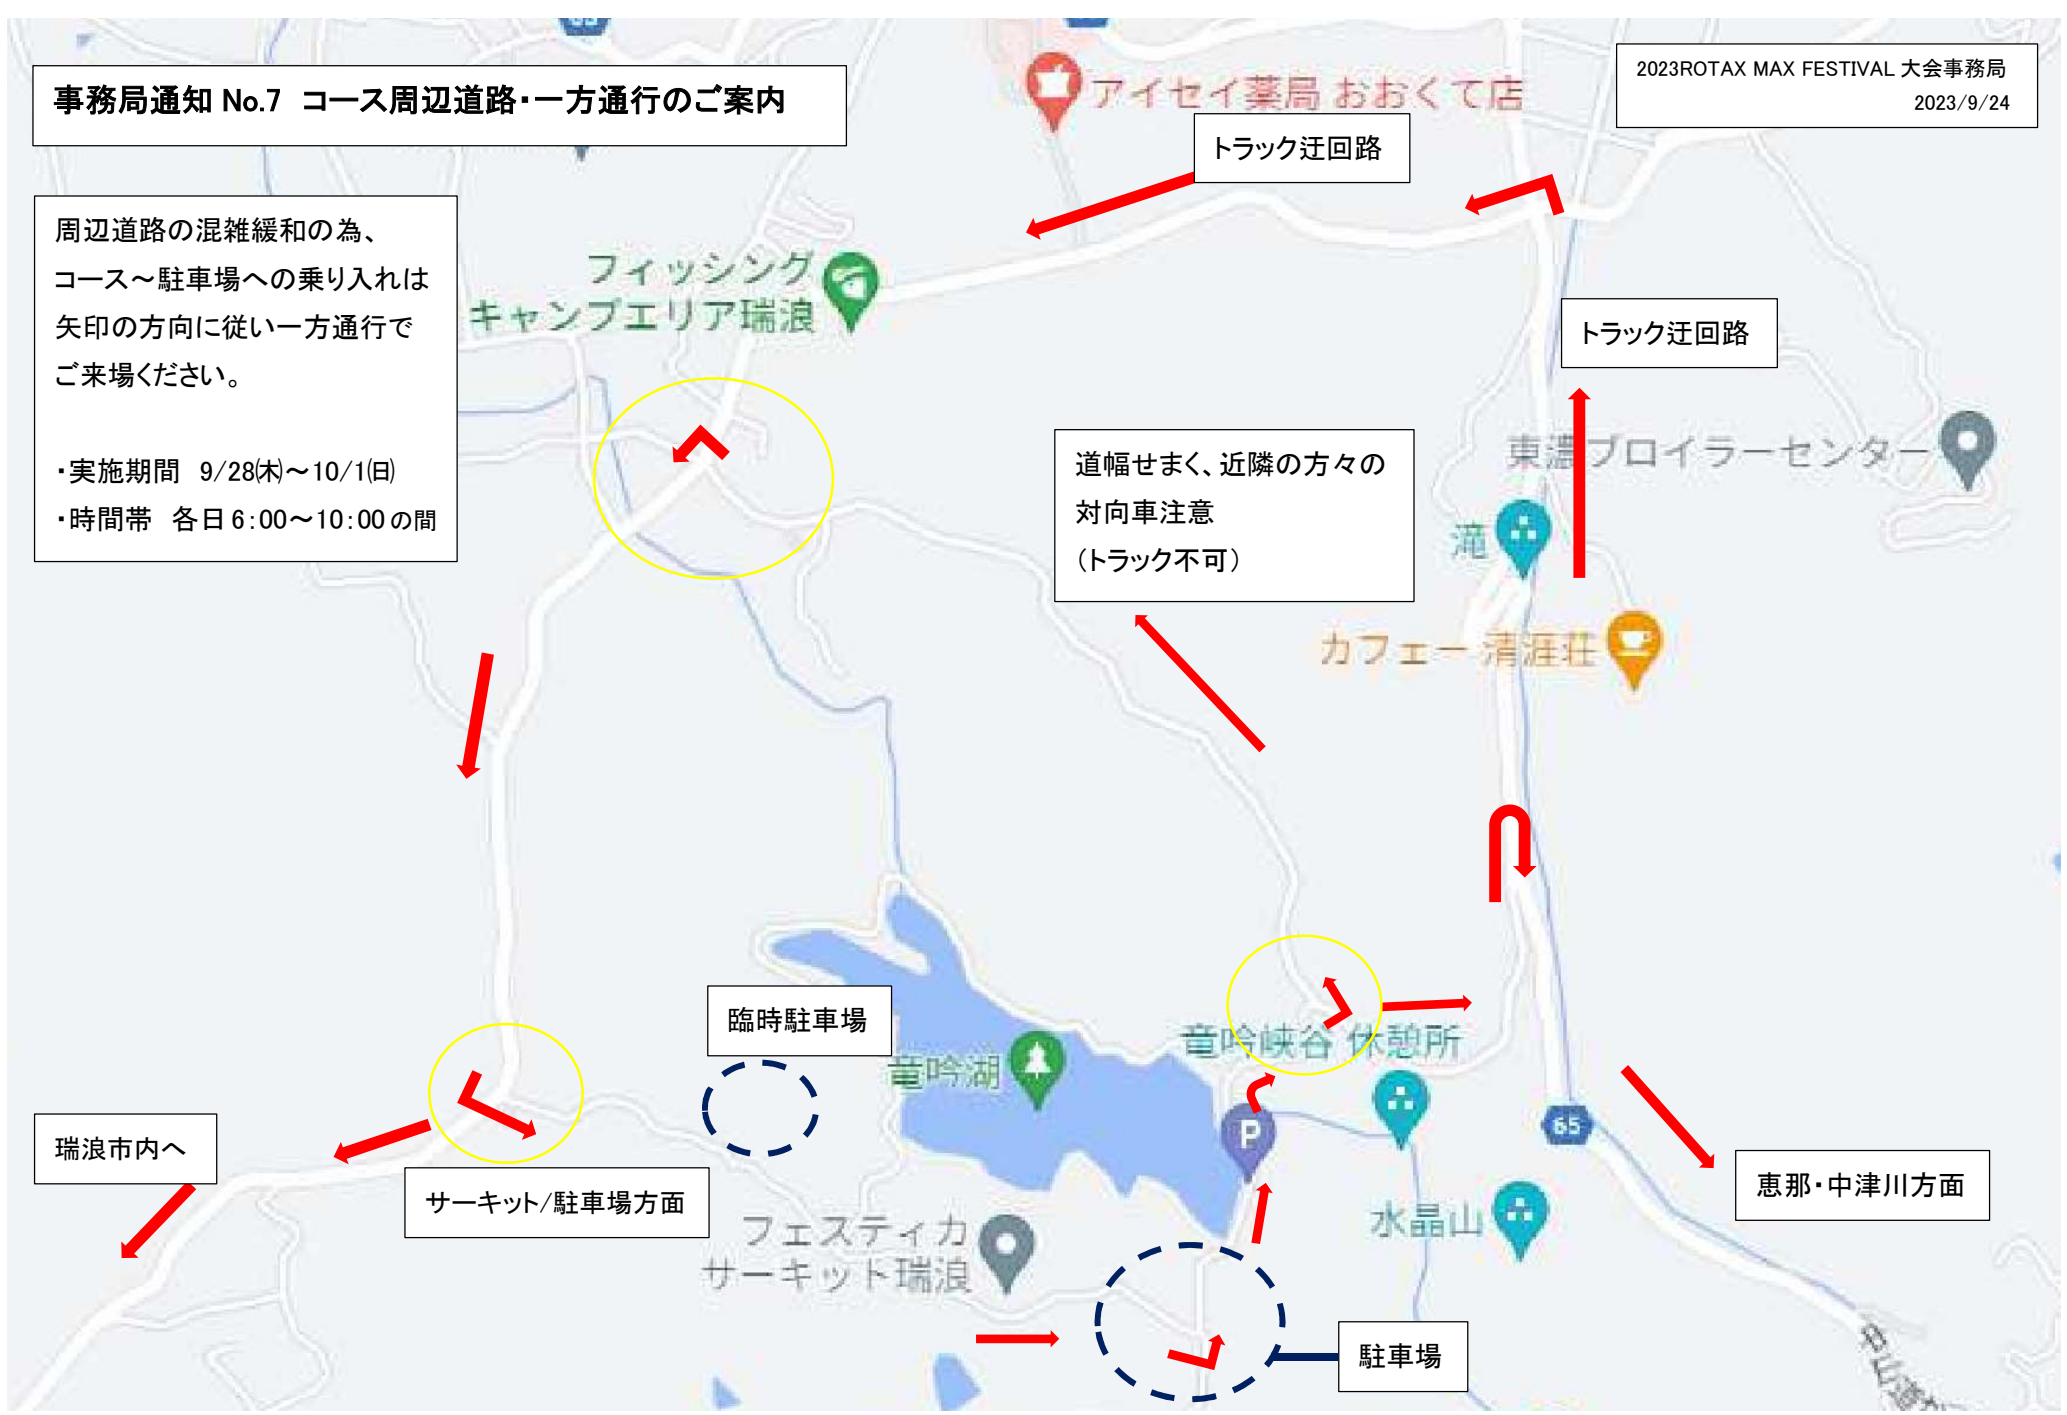 事務局通知 No.7 コース周辺道路・一方通行のご案内
2023ROTAX MAX FESTIVAL 大会事務局
2023/9/24
周辺道路の混雑緩和の為、
コース～駐車場への乗り入れは
矢印の方向に従い一方通行で
ご来場ください。
・実施期間 9/28㈭～10/1㈰
・時間帯 各日6:00～10:00の間
アイセイ薬局 おおくて店
トラック迂回路
フィッシング
キャンプエリア瑞浪
トラック迂回路
東濃ブロイラーセンター
道幅せまく、近隣の方々の
対向車注意
（トラック不可）
滝
カフェー 清涯荘
臨時駐車場
竜吟峡谷 休憩所
竜吟湖
P
65
瑞浪市内へ
サーキット/駐車場方面
恵那・中津川方面
水晶山
フェスティカ
サーキット瑞浪
駐車場